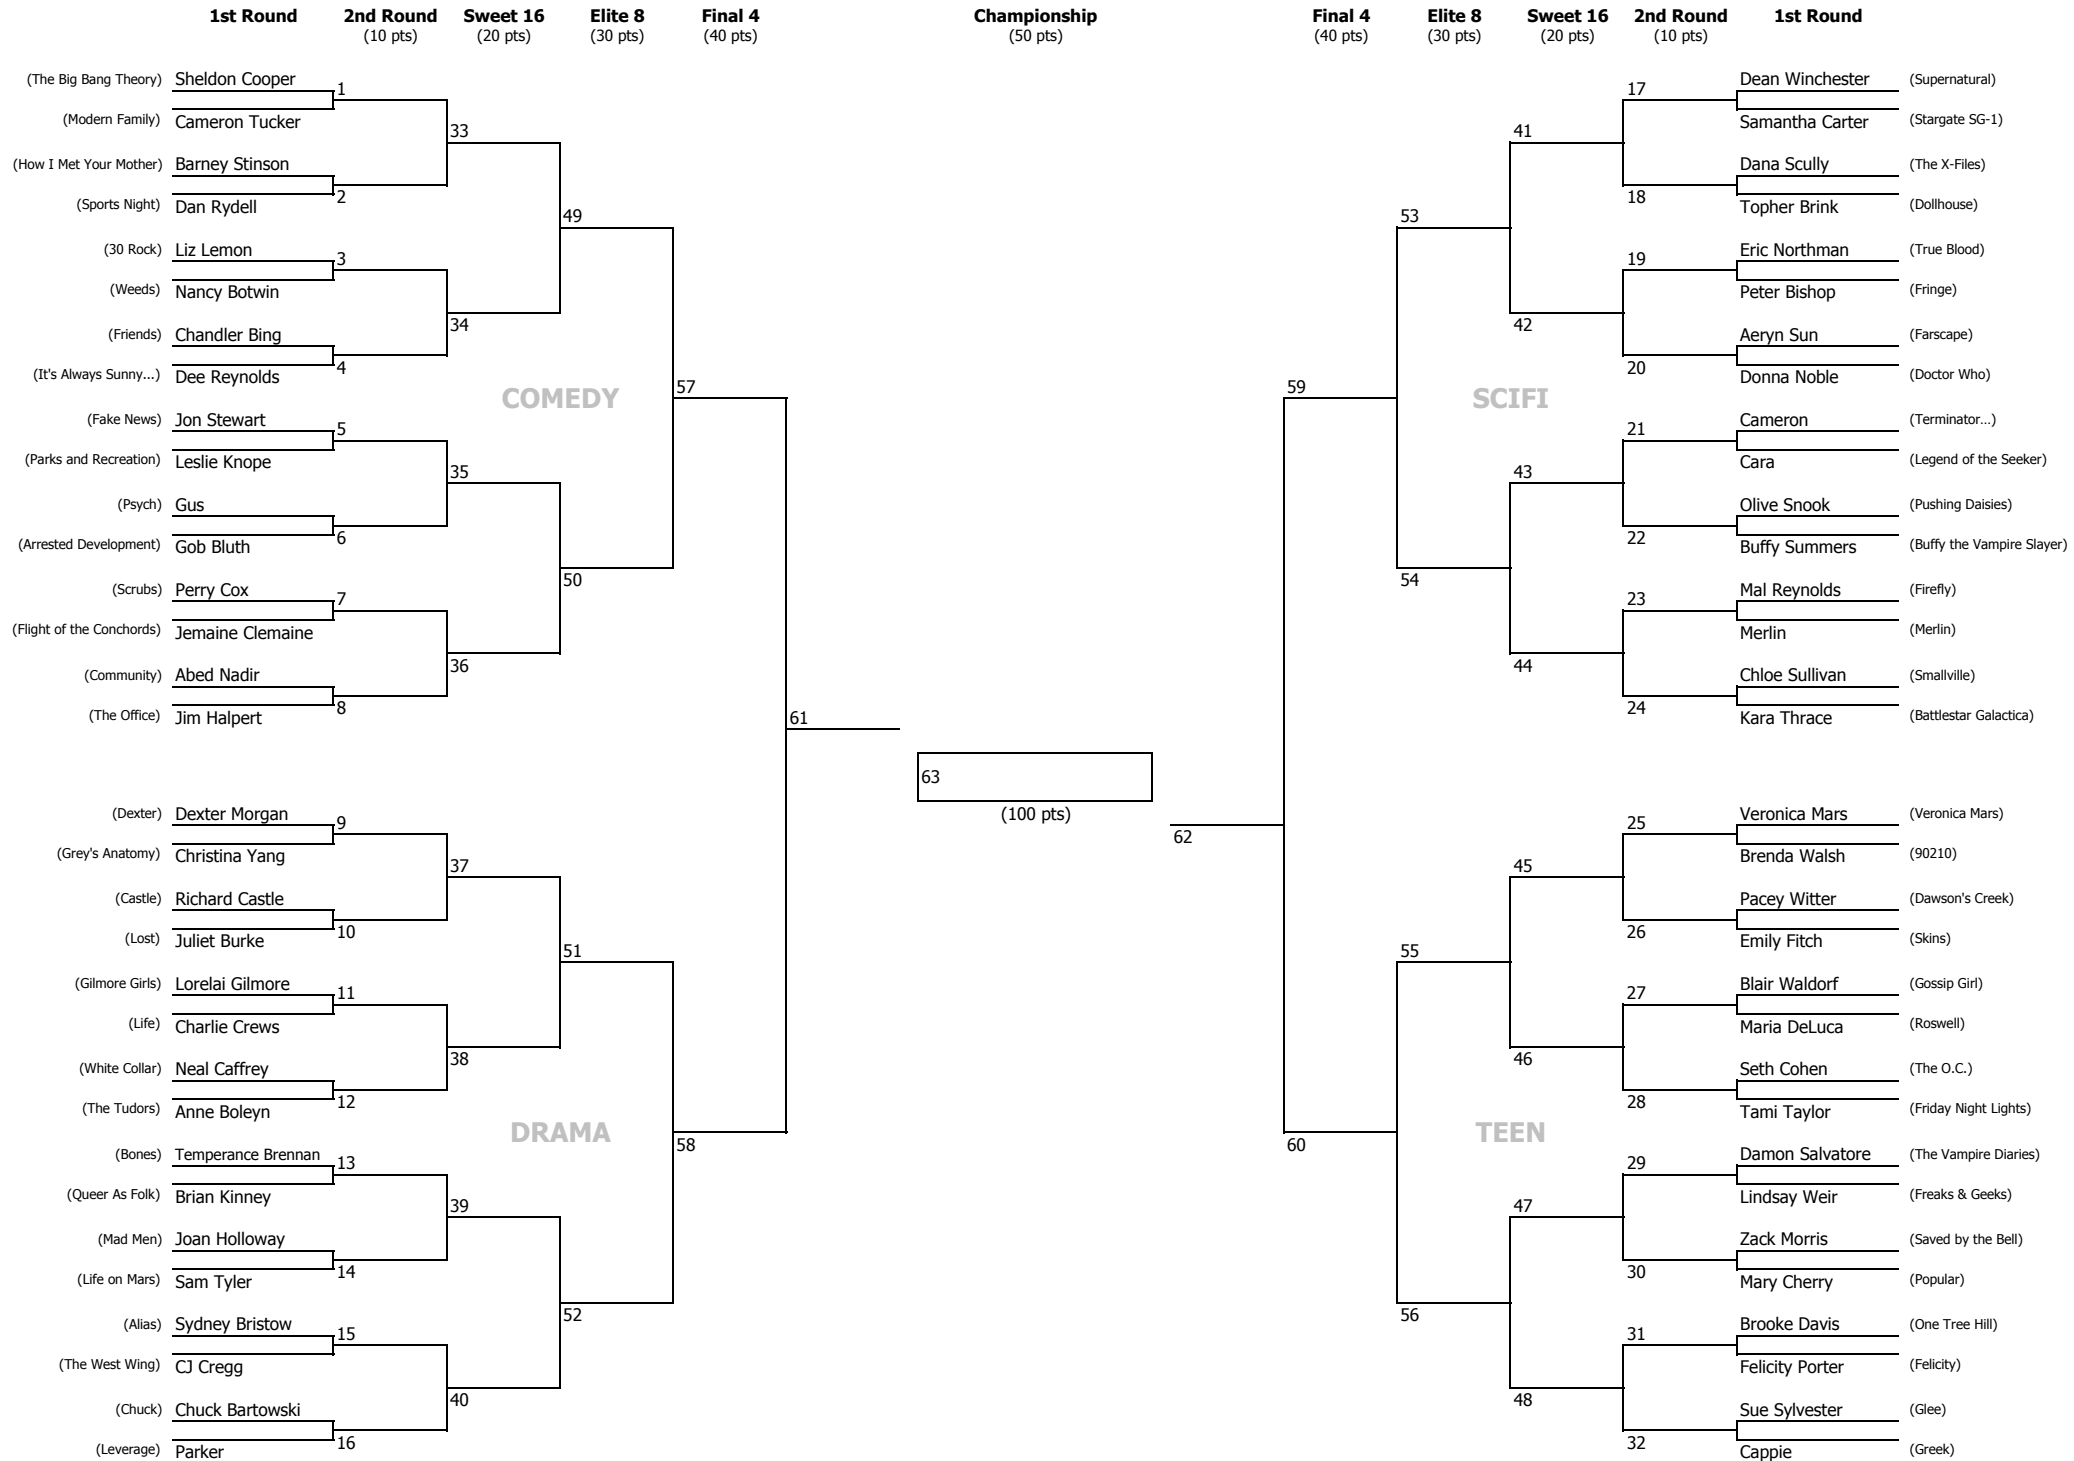 1st Round 2nd Round Sweet 16 Elite 8 Final 4 Championship Final 4 Elite 8 Sweet 16 2nd Round 1st Round
(10 pts) (20 pts) (30 pts) (40 pts) (50 pts) (40 pts) (30 pts) (20 pts) (10 pts)
(The Big Bang Theory) Sheldon Cooper
1
(Modern Family) Cameron Tucker
33
(How I Met Your Mother) Barney Stinson
2
(Sports Night) Dan Rydell
49
(30 Rock) Liz Lemon
3
(Weeds) Nancy Botwin
34
(Friends) Chandler Bing
4
(It's Always Sunny...) Dee Reynolds
COMEDY
57
(Fake News) Jon Stewart
5
(Parks and Recreation) Leslie Knope
35
(Psych) Gus
6
(Arrested Development) Gob Bluth
50
(Scrubs) Perry Cox
7
(Flight of the Conchords) Jemaine Clemaine
36
(Community) Abed Nadir
8
(The Office) Jim Halpert
61
(Dexter) Dexter Morgan
9
(Grey's Anatomy) Christina Yang
37
(Castle) Richard Castle
10
(Lost) Juliet Burke
51
(Gilmore Girls) Lorelai Gilmore
11
(Life) Charlie Crews
38
(White Collar) Neal Caffrey
12
(The Tudors) Anne Boleyn
DRAMA
58
(Bones) Temperance Brennan
13
(Queer As Folk) Brian Kinney
39
(Mad Men) Joan Holloway
14
(Life on Mars) Sam Tyler
52
(Alias) Sydney Bristow
15
(The West Wing) CJ Cregg
40
(Chuck) Chuck Bartowski
16
(Leverage) Parker
63
(100 pts)
Dean Winchester (Supernatural)
17
Samantha Carter (Stargate SG-1)
41
Dana Scully (The X-Files)
18
Topher Brink (Dollhouse)
53
Eric Northman (True Blood)
19
Peter Bishop (Fringe)
42
Aeryn Sun (Farscape)
20
Donna Noble (Doctor Who)
59
SCIFI
Cameron (Terminator...)
21
Cara (Legend of the Seeker)
43
Olive Snook (Pushing Daisies)
22
Buffy Summers (Buffy the Vampire Slayer)
54
Mal Reynolds (Firefly)
23
Merlin (Merlin)
44
Chloe Sullivan (Smallville)
24
Kara Thrace (Battlestar Galactica)
62
Veronica Mars (Veronica Mars)
25
Brenda Walsh (90210)
45
Pacey Witter (Dawson's Creek)
26
Emily Fitch (Skins)
55
Blair Waldorf (Gossip Girl)
27
Maria DeLuca (Roswell)
46
Seth Cohen (The O.C.)
28
Tami Taylor (Friday Night Lights)
TEEN
60
Damon Salvatore (The Vampire Diaries)
29
Lindsay Weir (Freaks & Geeks)
47
Zack Morris (Saved by the Bell)
30
Mary Cherry (Popular)
56
Brooke Davis (One Tree Hill)
31
Felicity Porter (Felicity)
48
Sue Sylvester (Glee)
32
Cappie (Greek)